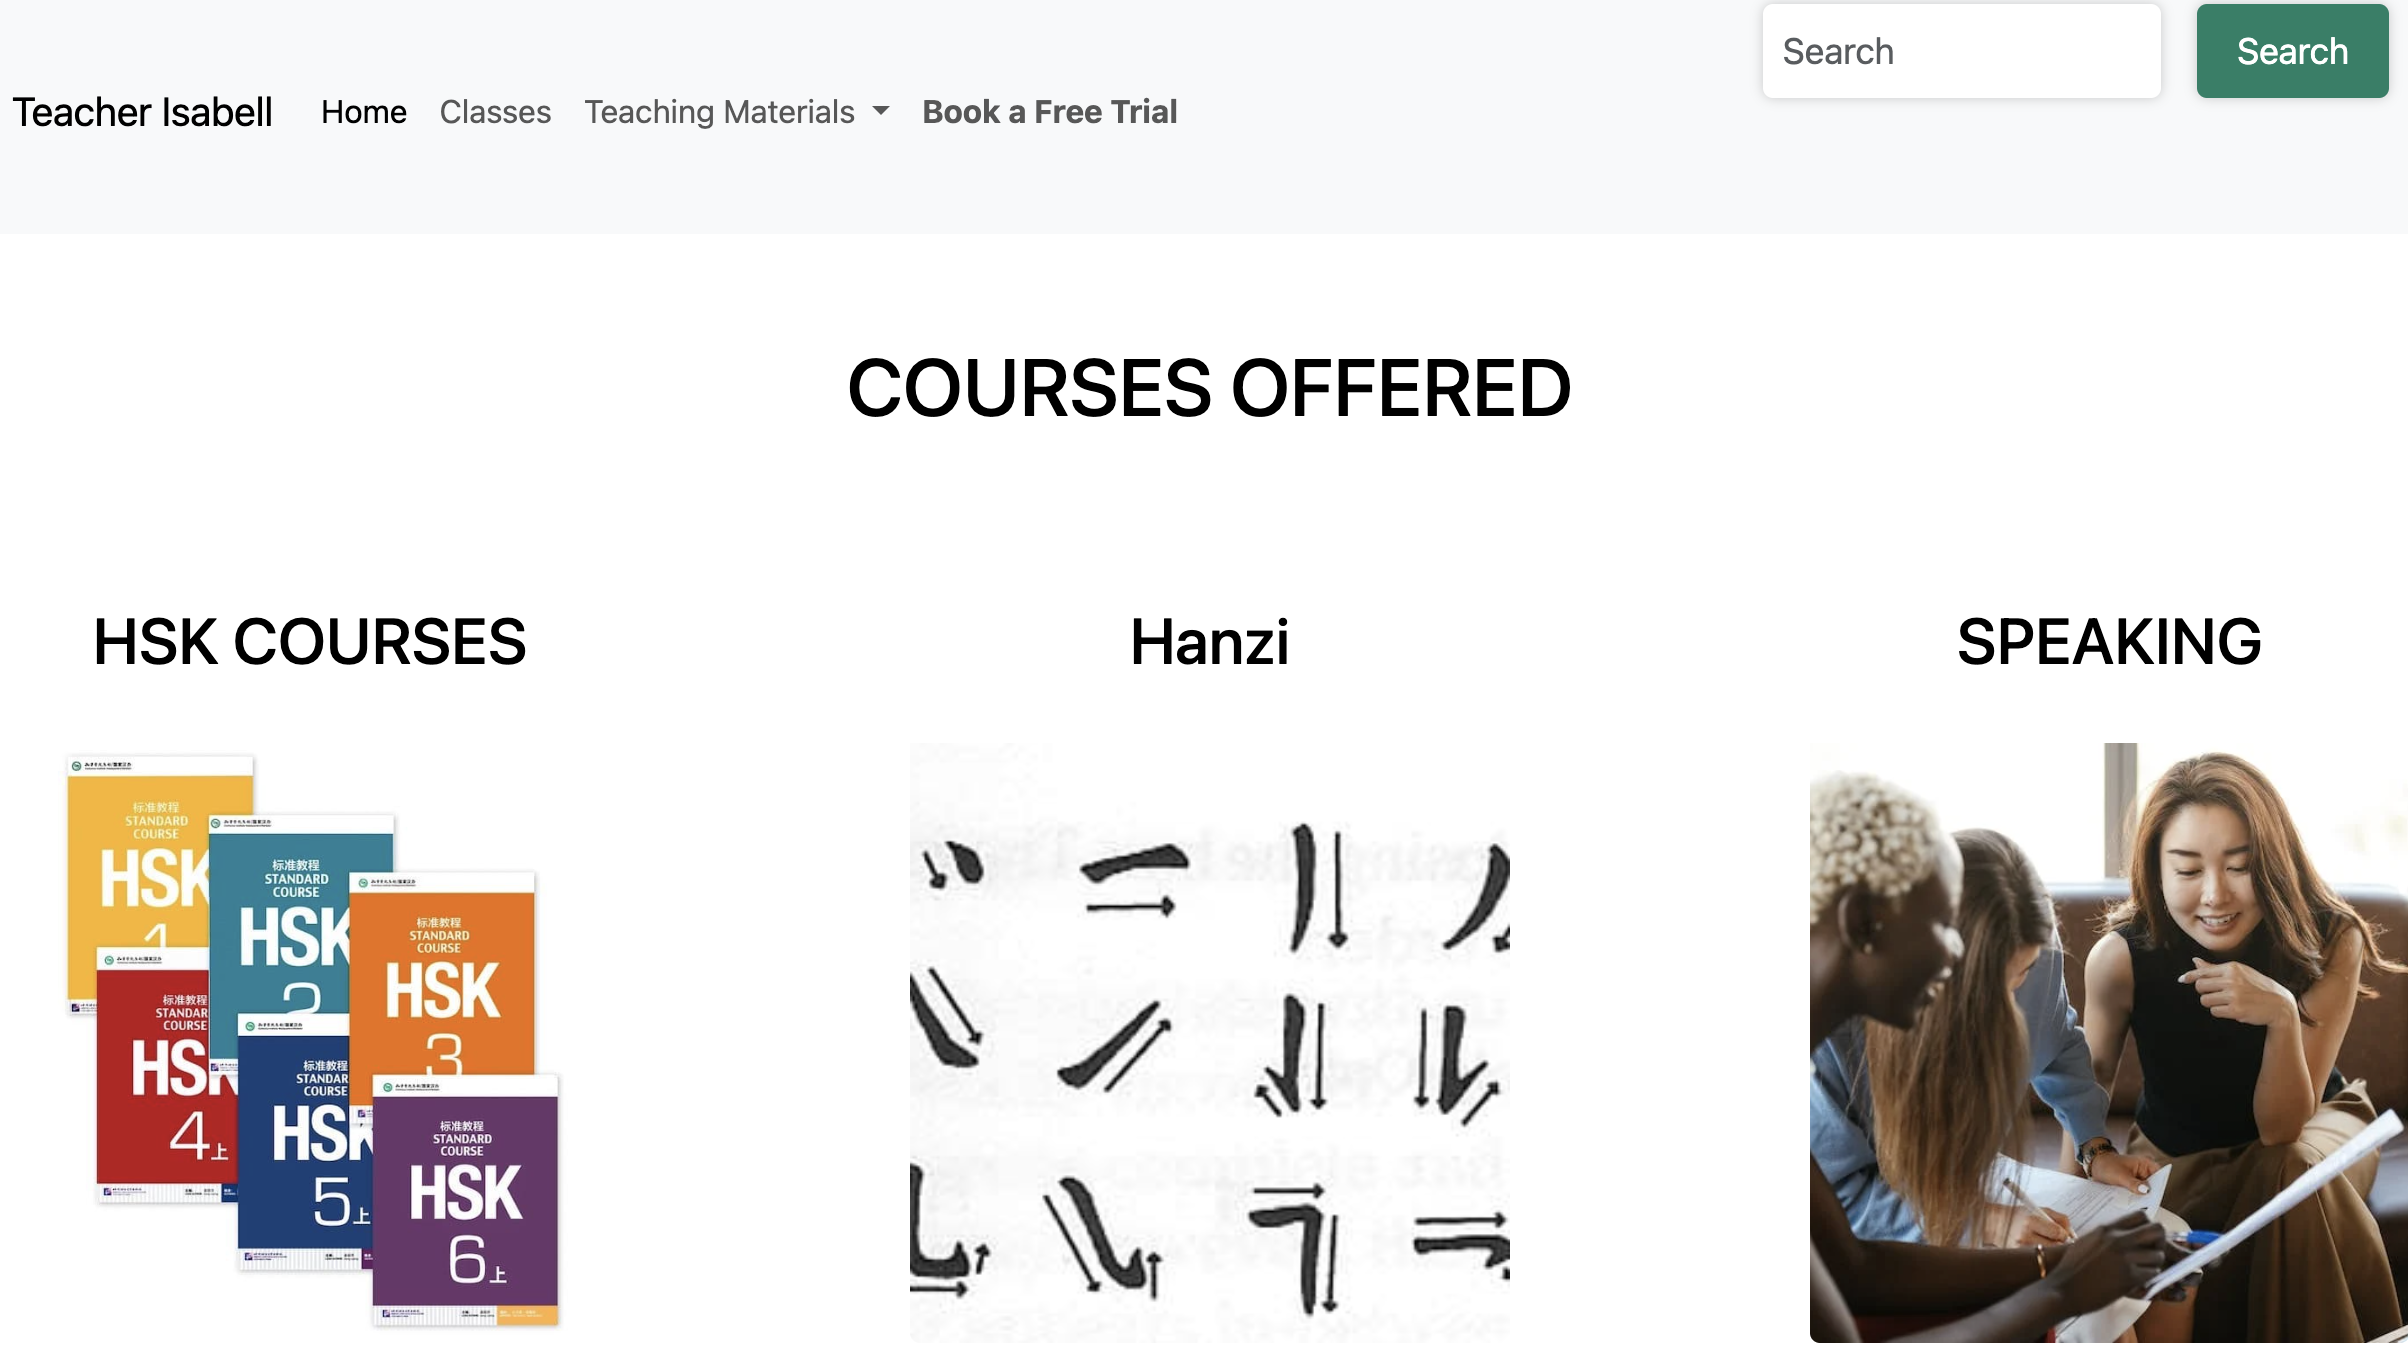 Teacher Isabell Home Classes Teaching Materials Book a Free Trial
Search Search
COURSES OFFERED
HSK COURSES
标准教程
STANDARD
COURSE
HSK
1
标准教程
STANDARD
COURSE
HSK
2
标准教程
STANDARD
COURSE
HSK
3
标准教程
STANDARD
COURSE
HSK
4上
标准教程
STANDARD
COURSE
HSK
5上
标准教程
STANDARD
COURSE
HSK
6上
Hanzi
SPEAKING